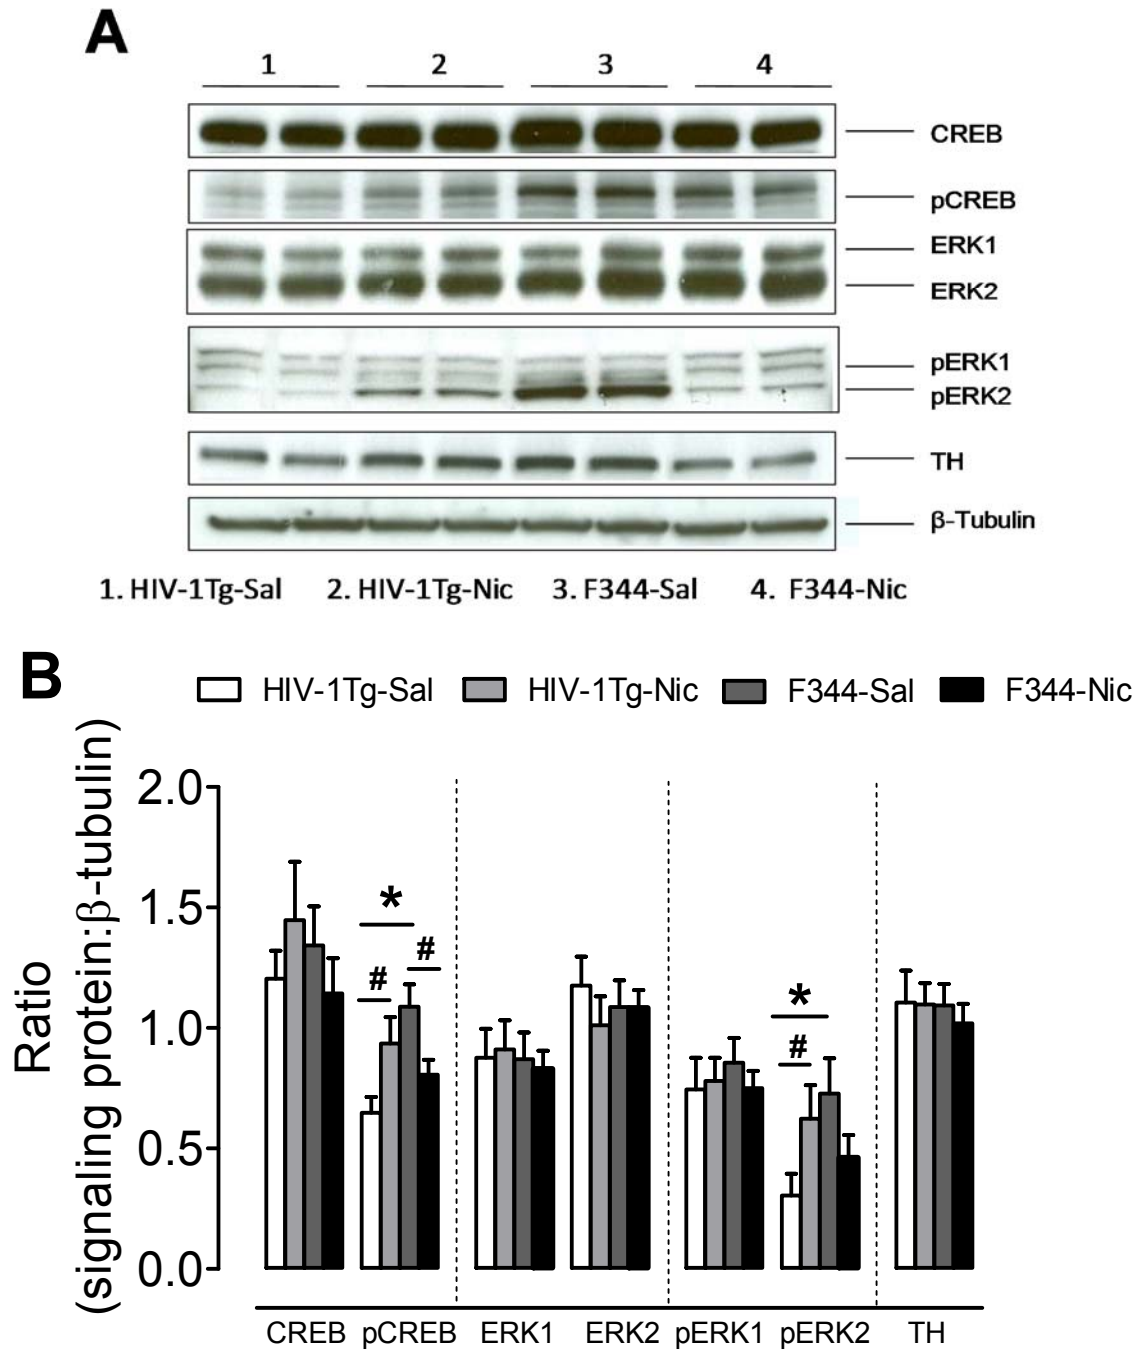 A
1 2 3 4
CREB
pCREB
ERK1
ERK2
pERK1
pERK2
TH
β-Tubulin
1. HIV-1Tg-Sal 2. HIV-1Tg-Nic 3. F344-Sal 4. F344-Nic
B
HIV-1Tg-Sal HIV-1Tg-Nic F344-Sal F344-Nic
Ratio
(signaling protein:β-tubulin)
2.0
1.5
1.0
0.5
0.0
*
#
#
*
#
CREB pCREB ERK1 ERK2 pERK1 pERK2 TH